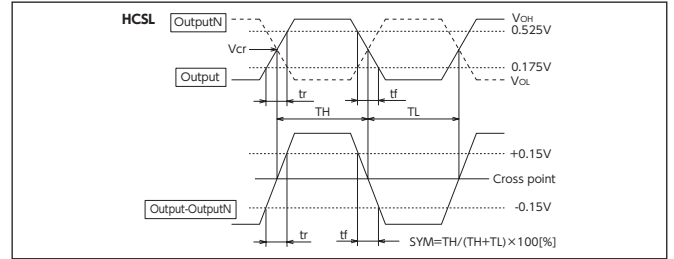 HCSL
OutputN
VOH
0.525V
Vcr
Output
0.175V
VOL
tr
tf
TH
TL
+0.15V
Cross point
Output-OutputN
-0.15V
tr
tf
SYM=TH/(TH+TL)×100[%]